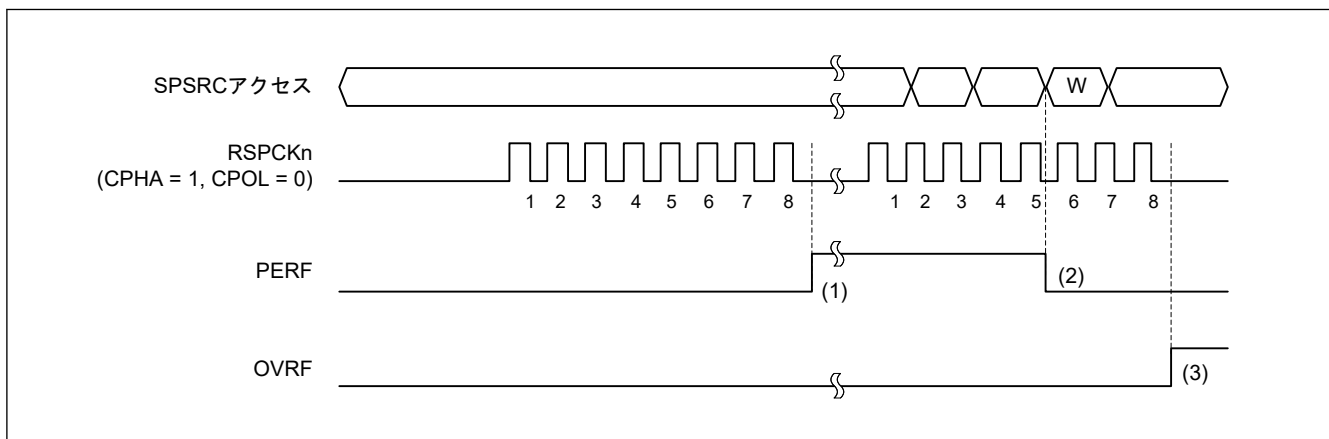 SPSRCアクセス
W
RSPCKn
(CPHA = 1, CPOL = 0)
1 2 3 4 5 6 7 8 1 2 3 4 5 6 7 8
PERF
(1) (2)
OVRF
(3)